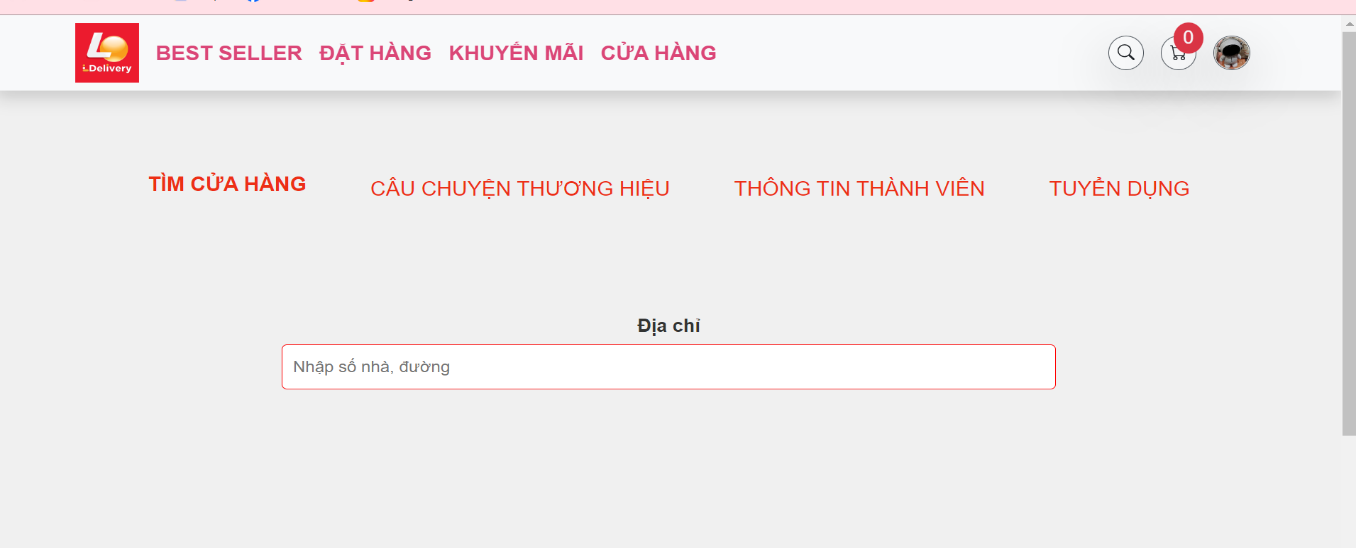 i.Delivery
BEST SELLER ĐẶT HÀNG KHUYẾN MÃI CỬA HÀNG
0
TÌM CỬA HÀNG CÂU CHUYỆN THƯƠNG HIỆU THÔNG TIN THÀNH VIÊN TUYỂN DỤNG
Địa chỉ
Nhập số nhà, đường